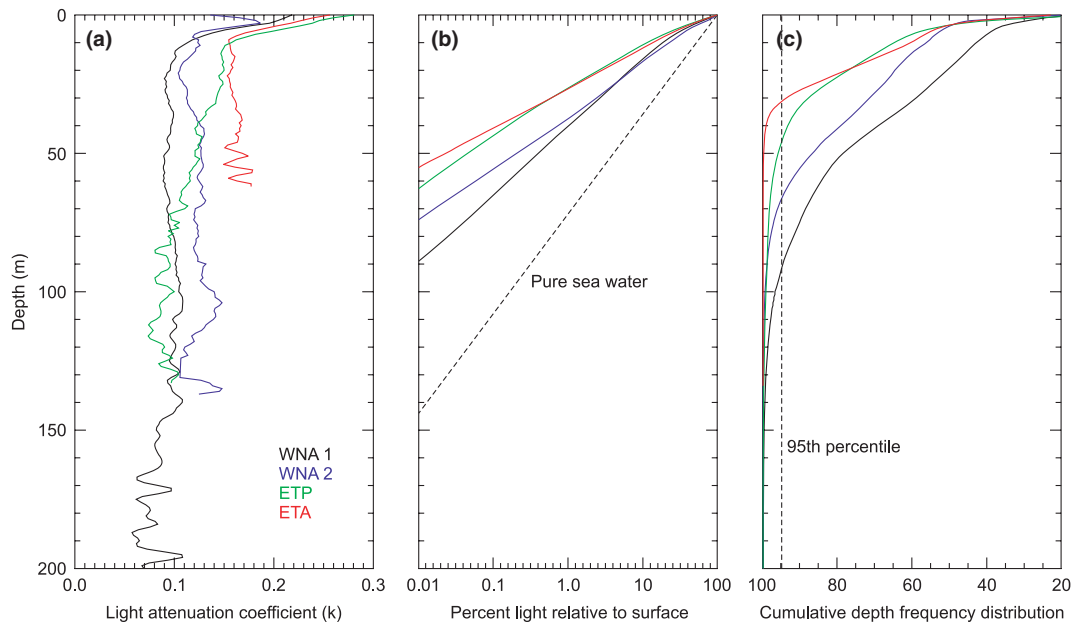 (a)
(b)
(c)
0
50
100
150
200
Depth (m)
WNA 1
WNA 2
ETP
ETA
Pure sea water
95th percentile
0.0 0.1 0.2 0.3
0.01 0.1 1.0 10 100
100 80 60 40 20
Light attenuation coefficient (k)
Percent light relative to surface
Cumulative depth frequency distribution